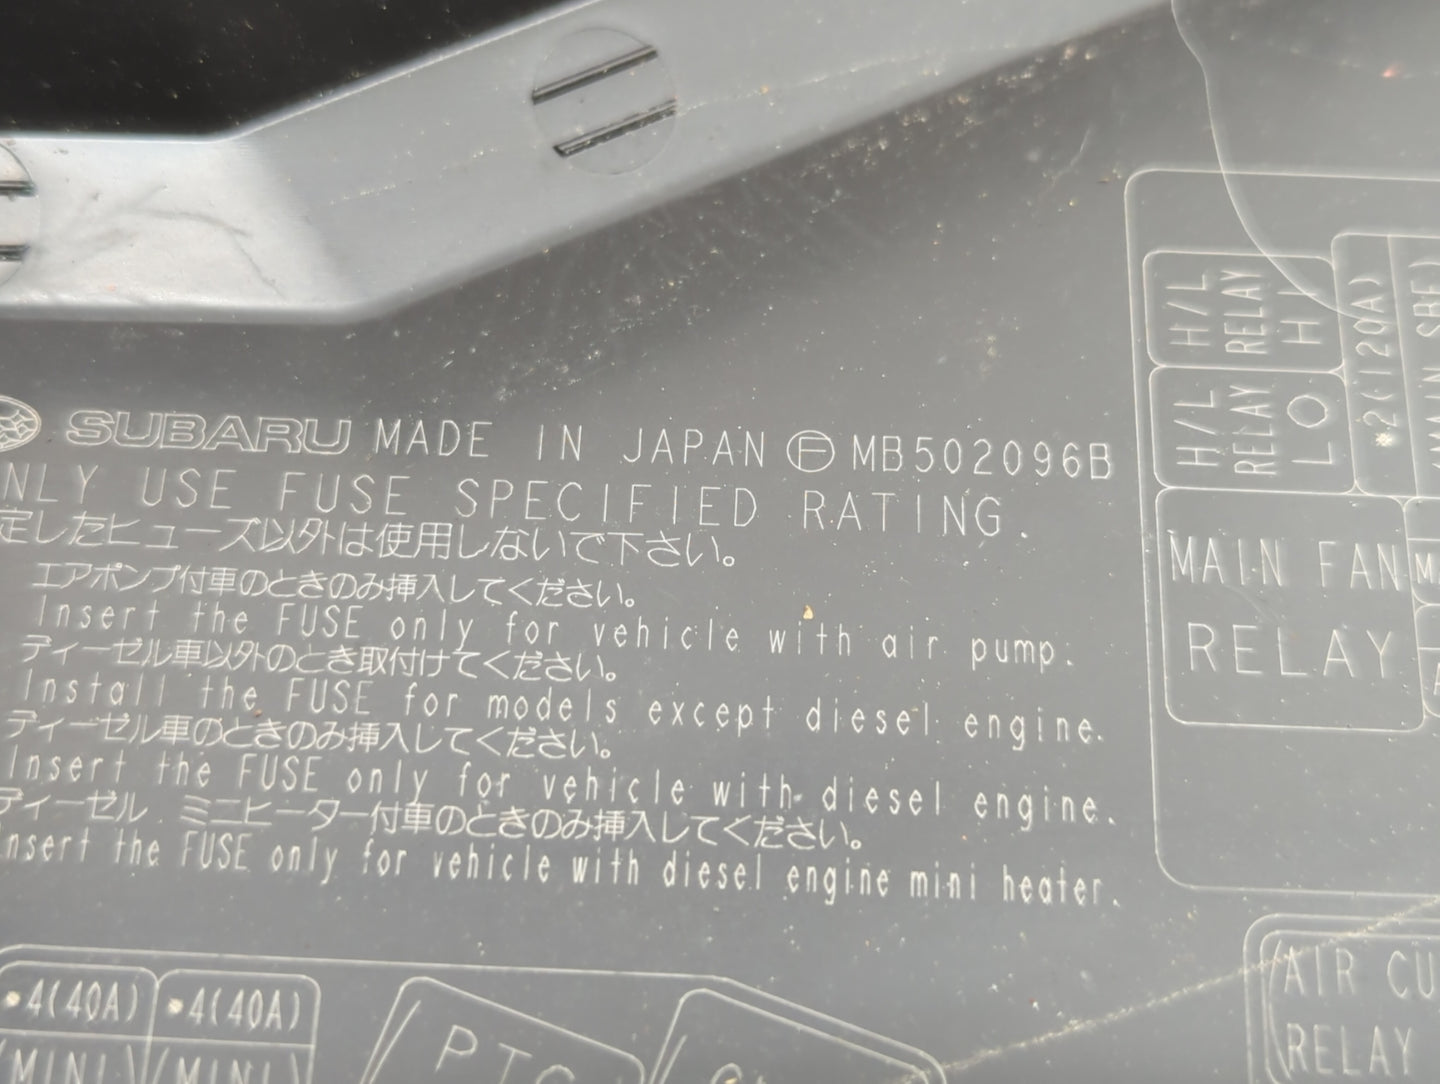 SUBARU MADE IN JAPAN Ⓕ MB502096B
ONLY USE FUSE SPECIFIED RATING.
定したヒューズ以外は使用しないで下さい。
エアポンプ付車のときのみ挿入してください。
Insert the FUSE only for vehicle with air pump.
ディーゼル車以外のとき取付けてください。
Install the FUSE for models except diesel engine.
ディーゼル車のときのみ挿入してください。
Insert the FUSE only for vehicle with diesel engine.
ディーゼル ミニヒーター付車のときのみ挿入してください。
Insert the FUSE only for vehicle with diesel engine mini heater.
H/L
RELAY
HI
H/L
RELAY
LO
*2(120A)
MAIN FAN
RELAY
*4(40A)
(MINI)
*4(40A)
(MINI)
PTC
AIR CU
RELAY